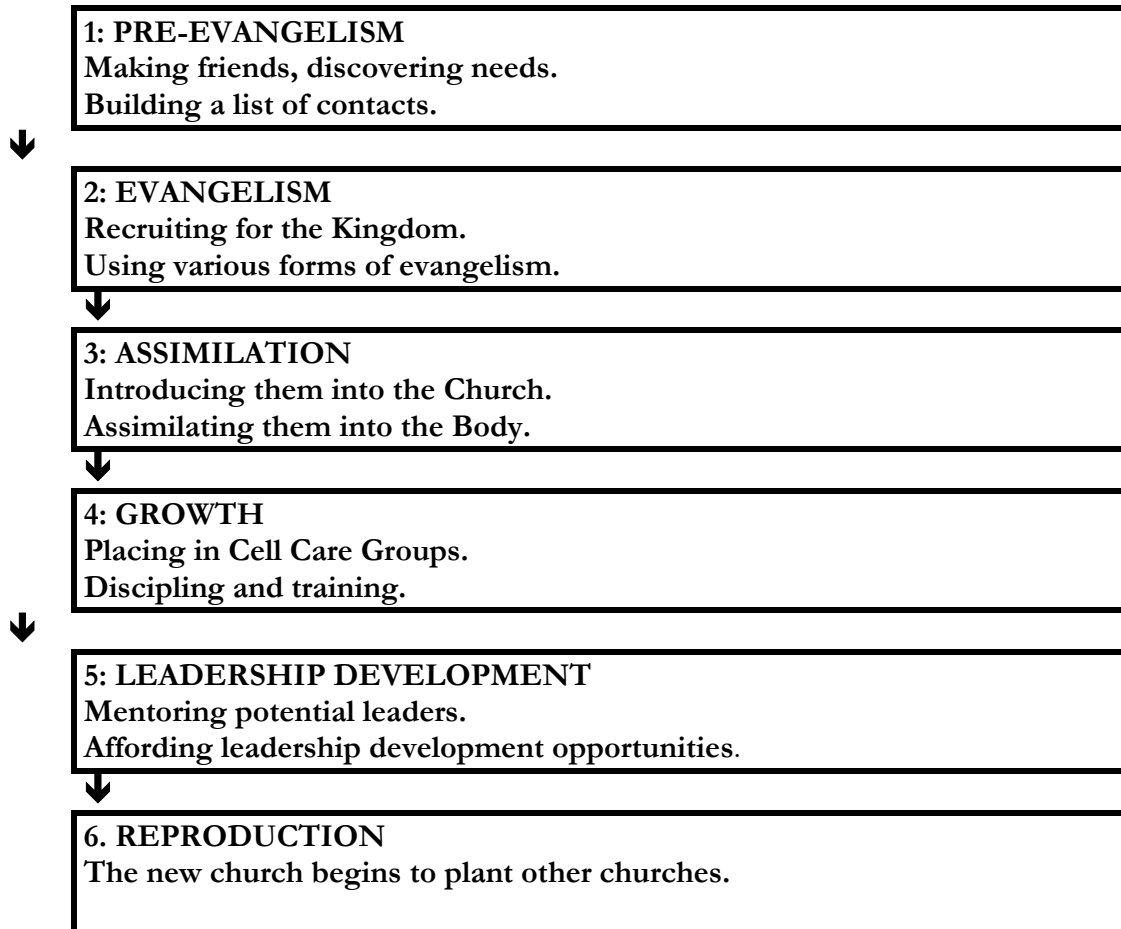 1: PRE-EVANGELISM
Making friends, discovering needs.
Building a list of contacts.
2: EVANGELISM
Recruiting for the Kingdom.
Using various forms of evangelism.
3: ASSIMILATION
Introducing them into the Church.
Assimilating them into the Body.
4: GROWTH
Placing in Cell Care Groups.
Discipling and training.
5: LEADERSHIP DEVELOPMENT
Mentoring potential leaders.
Affording leadership development opportunities.
6. REPRODUCTION
The new church begins to plant other churches.